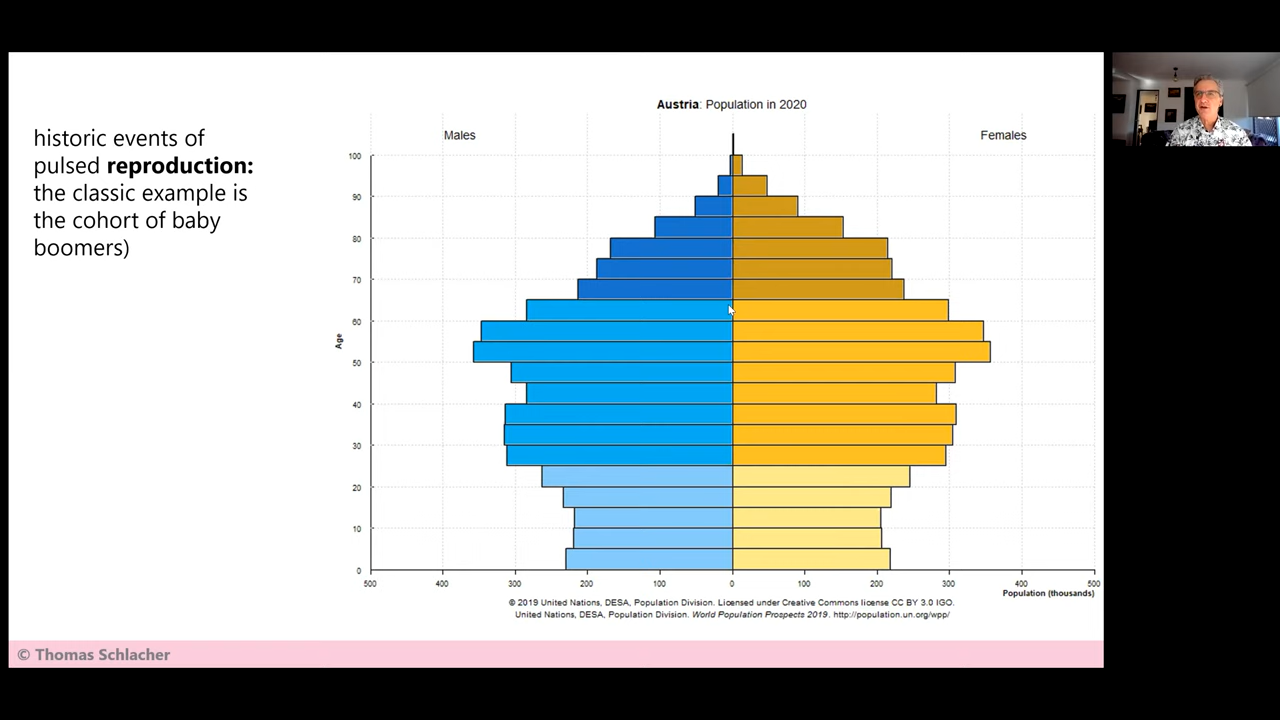 historic events of
pulsed reproduction:
the classic example is
the cohort of baby
boomers)
Austria: Population in 2020
Males
Females
100
90
80
70
60
50
40
30
20
10
0
Age
500
400
300
200
100
0
100
200
300
400
500
Population (thousands)
© 2019 United Nations, DESA, Population Division. Licensed under Creative Commons license CC BY 3.0 IGO.
United Nations, DESA, Population Division. World Population Prospects 2019. http://population.un.org/wpp/
© Thomas Schlacher